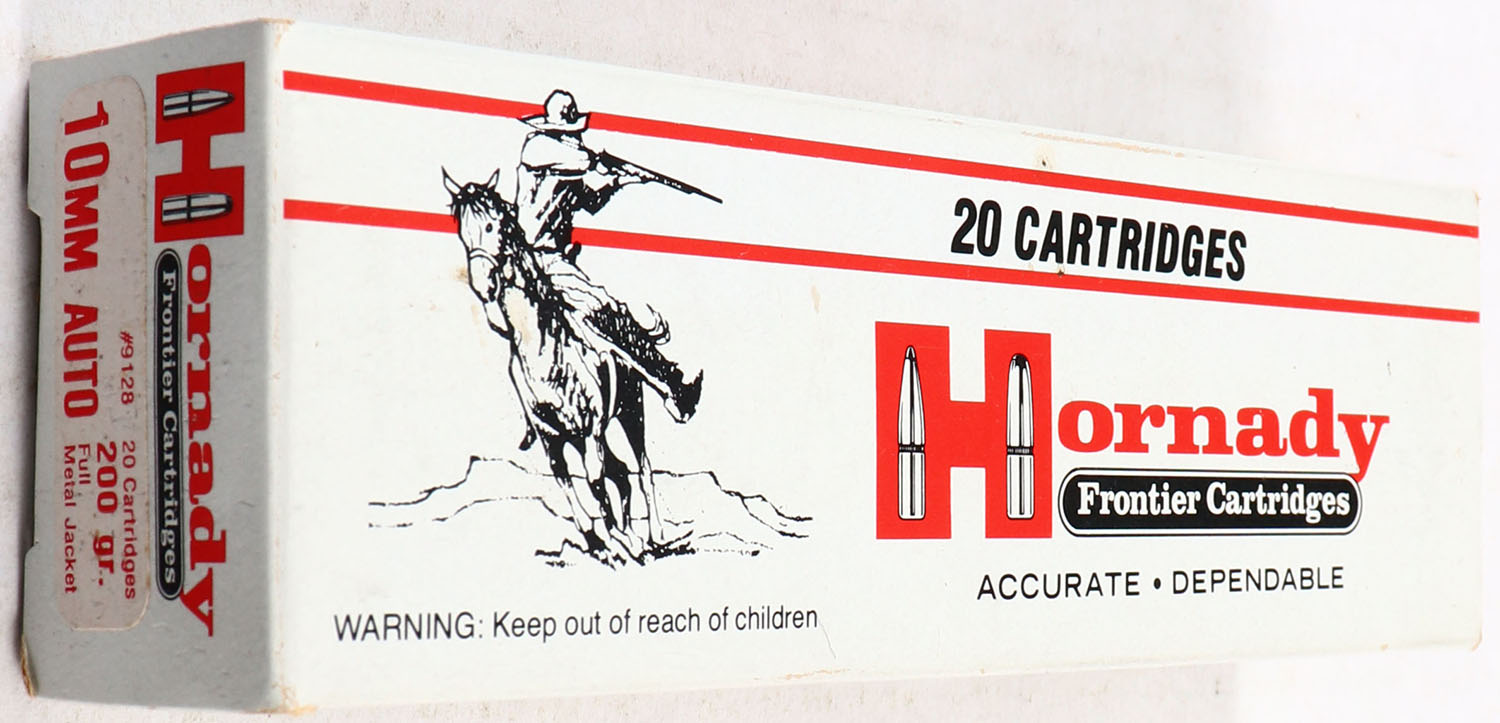 20 CARTRIDGES
Hornady
Frontier Cartridges
ACCURATE • DEPENDABLE
WARNING: Keep out of reach of children
Hornady
Frontier Cartridges
#9128 20 Cartridges
10MM AUTO 200 gr.
Full
Metal Jacket